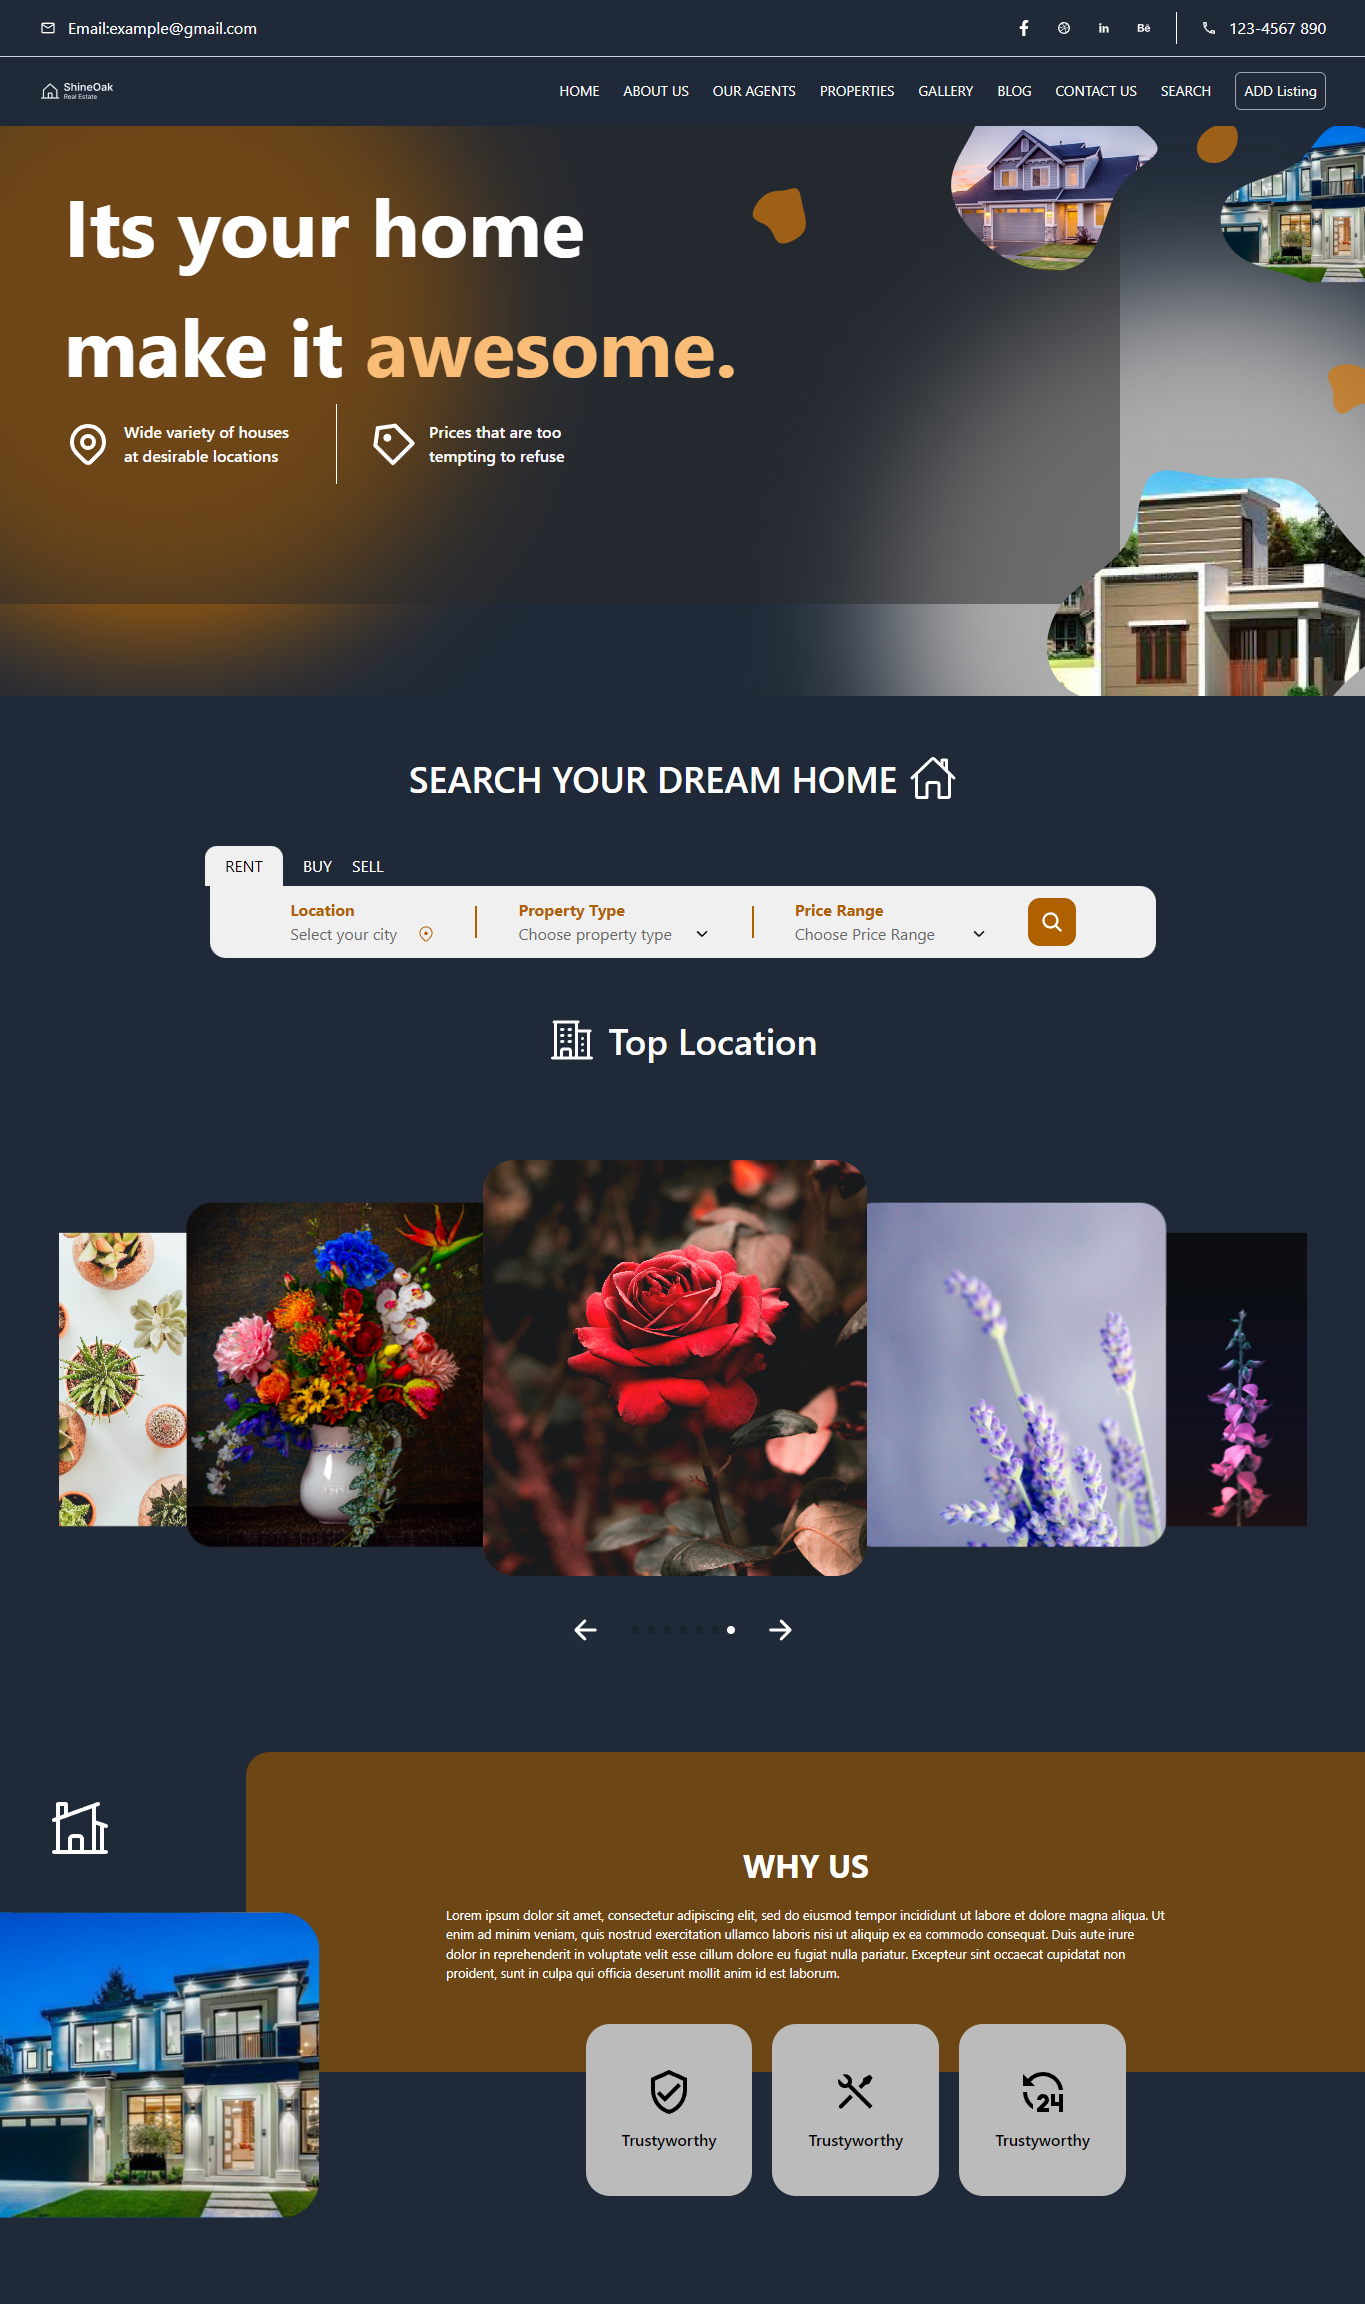 Email:example@gmail.com
Bē
123-4567 890
ShineOak
Real Estate
HOME
ABOUT US
OUR AGENTS
PROPERTIES
GALLERY
BLOG
CONTACT US
SEARCH
ADD Listing
Its your home
make it awesome.
Wide variety of houses
at desirable locations
Prices that are too
tempting to refuse
SEARCH YOUR DREAM HOME
RENT
BUY
SELL
Location
Select your city
Property Type
Choose property type
Price Range
Choose Price Range
Top Location
WHY US
Lorem ipsum dolor sit amet, consectetur adipiscing elit, sed do eiusmod tempor incididunt ut labore et dolore magna aliqua. Ut
enim ad minim veniam, quis nostrud exercitation ullamco laboris nisi ut aliquip ex ea commodo consequat. Duis aute irure
dolor in reprehenderit in voluptate velit esse cillum dolore eu fugiat nulla pariatur. Excepteur sint occaecat cupidatat non
proident, sunt in culpa qui officia deserunt mollit anim id est laborum.
24
Trustyworthy
Trustyworthy
Trustyworthy